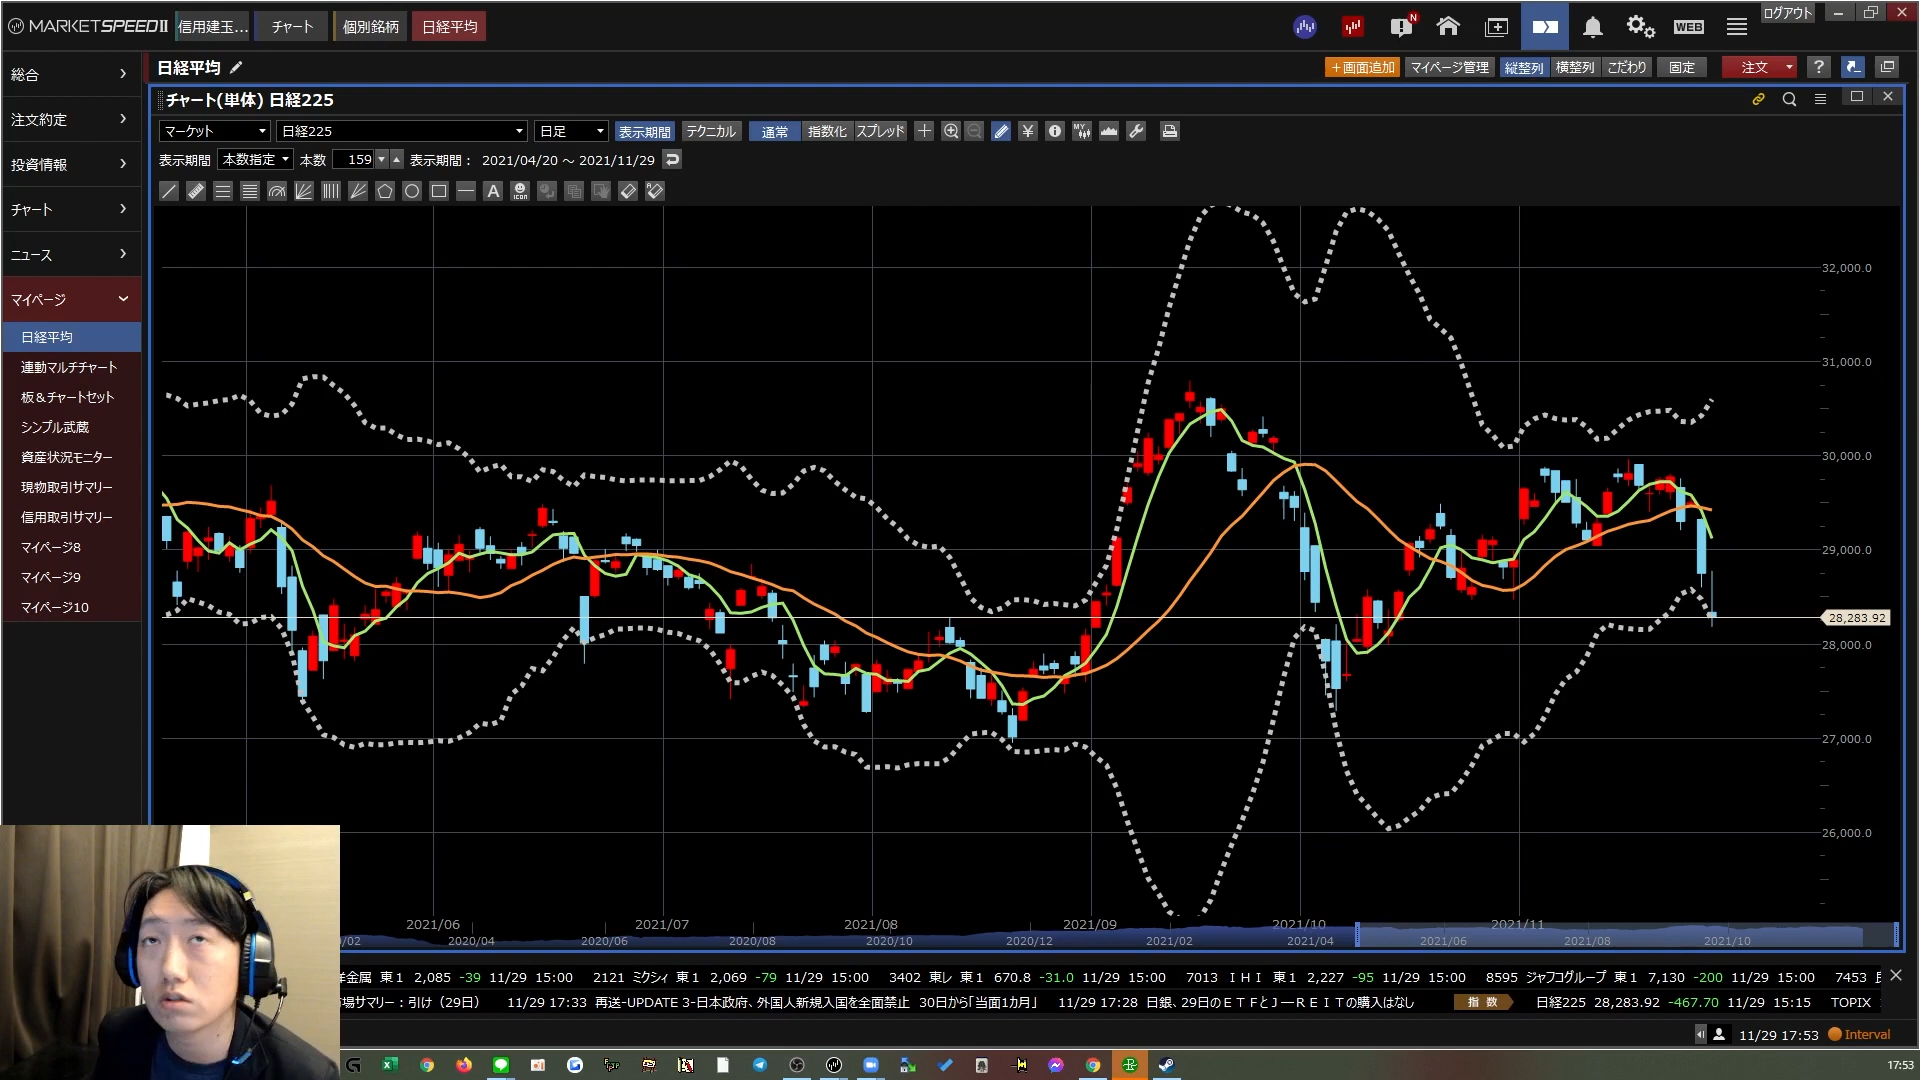 MARKETSPEEDII 信用建玉... チャート 個別銘柄 日経平均
N WEB ログアウト
総合
注文約定
投資情報
チャート
ニュース
マイページ
日経平均
連動マルチチャート
板＆チャートセット
シンプル武蔵
資産状況モニター
現物取引サマリー
信用取引サマリー
マイページ8
マイページ9
マイページ10
日経平均
＋画面追加 マイページ管理 縦整列 横整列 こだわり 固定 注文 ?
チャート(単体) 日経225
マーケット 日経225 日足 表示期間 テクニカル 通常 指数化 スプレッド ¥ MY
表示期間 本数指定 本数 159 表示期間： 2021/04/20 ～ 2021/11/29
A ICON
32,000.0
31,000.0
30,000.0
29,000.0
28,283.92
28,000.0
27,000.0
26,000.0
2021/06 2021/07 2021/08 2021/09 2021/10 2021/11
/02 2020/04 2020/06 2020/08 2020/10 2020/12 2021/02 2021/04 2021/06 2021/08 2021/10
金属 東1 2,085 -39 11/29 15:00 2121 ミクシィ 東1 2,069 -79 11/29 15:00 3402 東レ 東1 670.8 -31.0 11/29 15:00 7013 ＩＨＩ 東1 2,227 -95 11/29 15:00 8595 ジャフコグループ 東1 7,130 -200 11/29 15:00 7453
場サマリー：引け（29日） 11/29 17:33 再送-UPDATE 3-日本政府、外国人新規入国を全面禁止 30日から「当面1カ月」 11/29 17:28 日銀、29日のＥＴＦとＪ－ＲＥＩＴの購入はなし 指数 日経225 28,283.92 -467.70 11/29 15:15 TOPIX
11/29 17:53 Interval
17:53